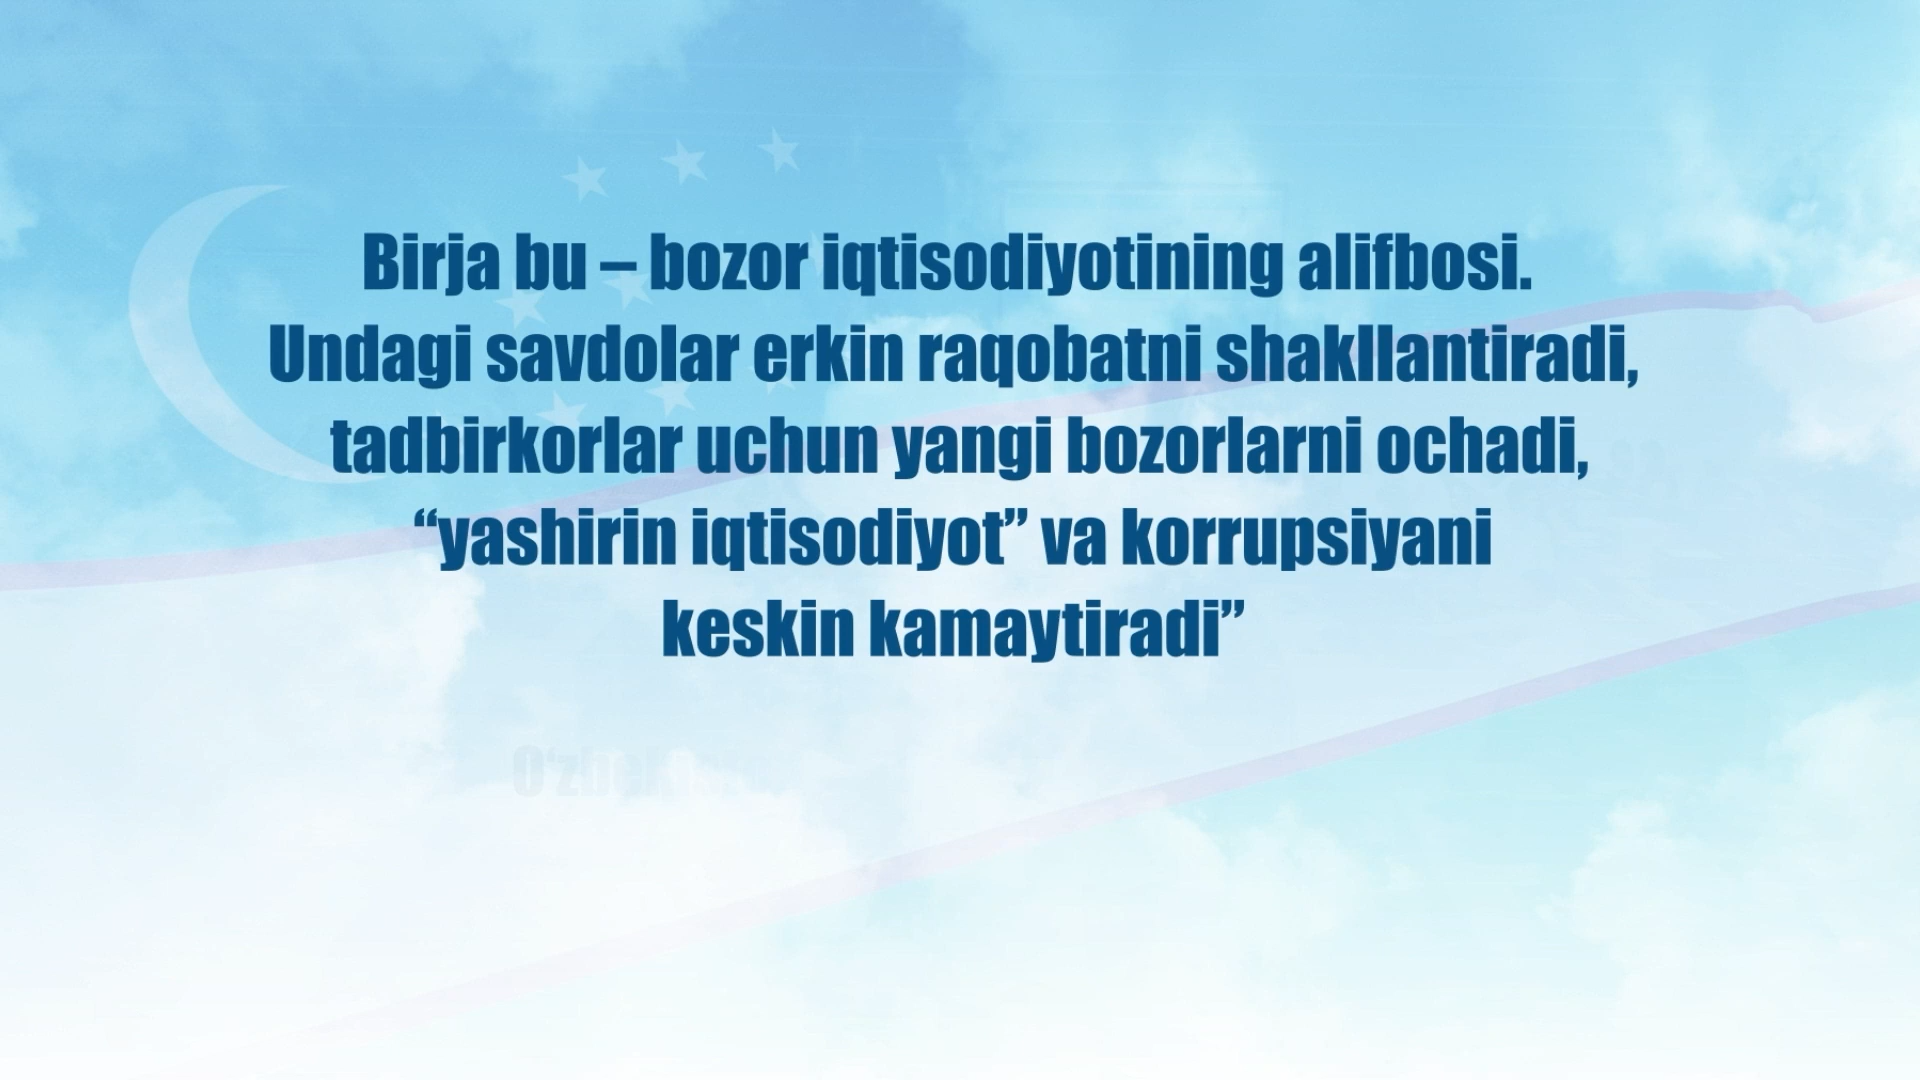 Birja bu – bozor iqtisodiyotining alifbosi.
Undagi savdolar erkin raqobatni shakllantiradi,
tadbirkorlar uchun yangi bozorlarni ochadi,
“yashirin iqtisodiyot” va korrupsiyani
keskin kamaytiradi”